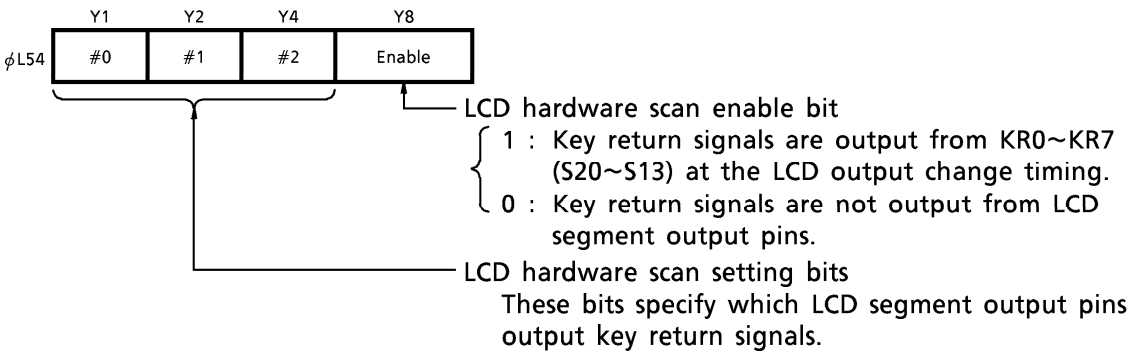 Y1 Y2 Y4 Y8
ϕL54 #0 #1 #2 Enable
LCD hardware scan enable bit
1 : Key return signals are output from KR0~KR7
(S20~S13) at the LCD output change timing.
0 : Key return signals are not output from LCD
segment output pins.
LCD hardware scan setting bits
These bits specify which LCD segment output pins
output key return signals.